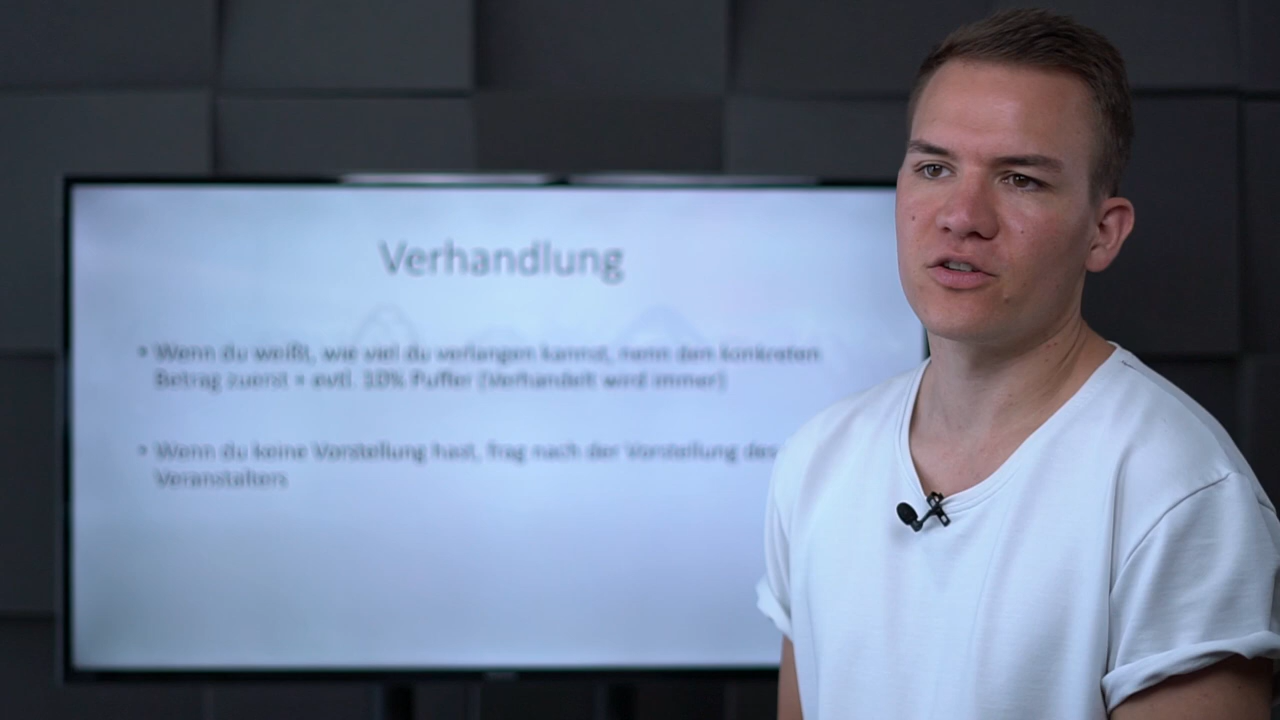 Verhandlung
• Wenn du weißt, wie viel du verlangen kannst, nenn den konkreten
Betrag zuerst + evtl. 10% Puffer (Verhandelt wird immer)
• Wenn du keine Vorstellung hast, frag nach der Vorstellung des
Veranstalters